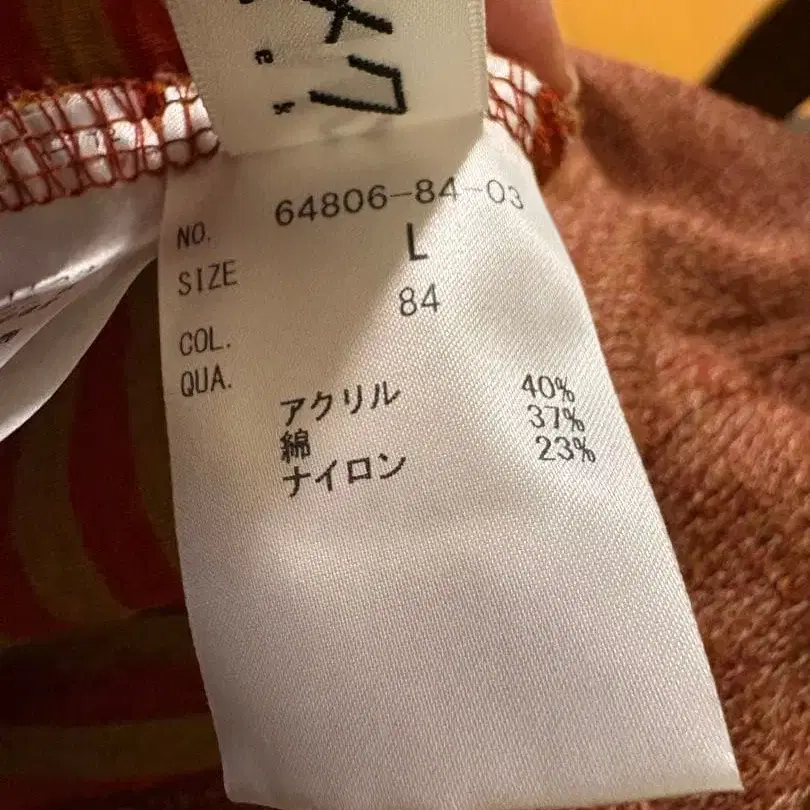 NO. 64806-84-03
SIZE L
COL. 84
QUA.
アクリル 40%
綿 37%
ナイロン 23%